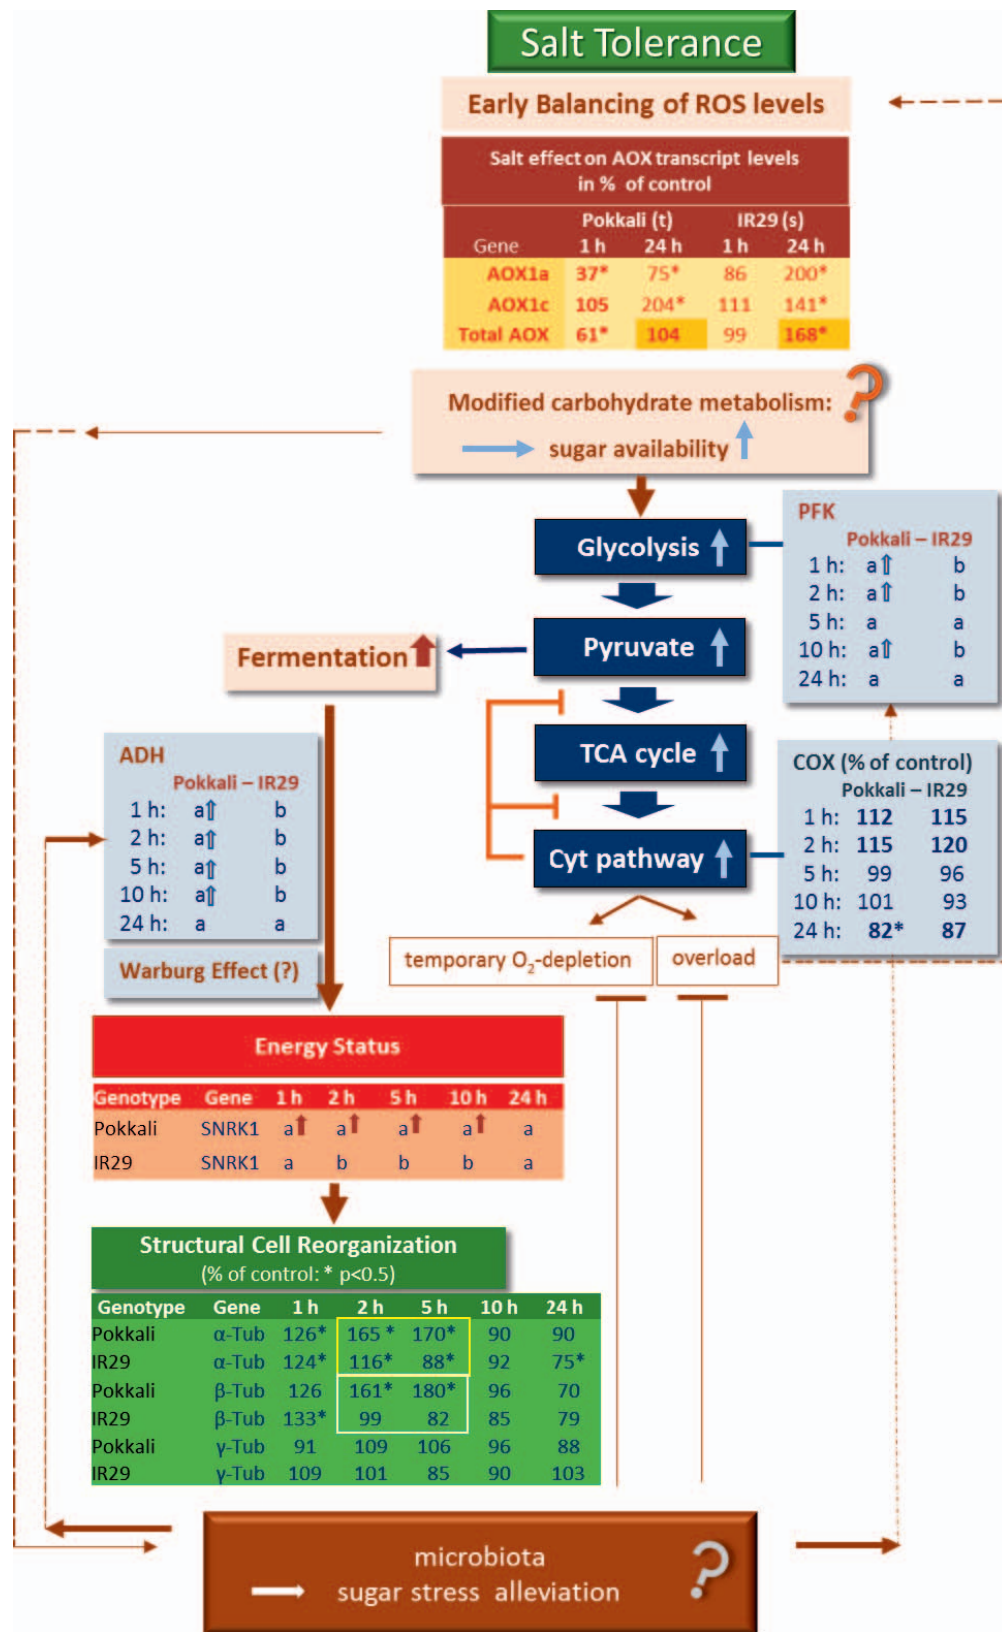 Salt Tolerance
Early Balancing of ROS levels
Salt effect on AOX transcript levels
in % of control
Pokkali (t) IR29 (s)
Gene 1 h 24 h 1 h 24 h
AOX1a 37* 75* 86 200*
AOX1c 105 204* 111 141*
Total AOX 61* 104 99 168*
Modified carbohydrate metabolism:
sugar availability
?
Glycolysis
PFK
Pokkali – IR29
1 h: a⇑ b
2 h: a⇑ b
5 h: a a
10 h: a⇑ b
24 h: a a
Pyruvate
Fermentation
TCA cycle
Cyt pathway
ADH
Pokkali – IR29
1 h: a⇑ b
2 h: a⇑ b
5 h: a⇑ b
10 h: a⇑ b
24 h: a a
COX (% of control)
Pokkali – IR29
1 h: 112 115
2 h: 115 120
5 h: 99 96
10 h: 101 93
24 h: 82* 87
Warburg Effect (?)
temporary O₂-depletion
overload
Energy Status
Genotype Gene 1 h 2 h 5 h 10 h 24 h
Pokkali SNRK1 a a a a a
IR29 SNRK1 a b b b a
Structural Cell Reorganization
(% of control: * p<0.5)
Genotype Gene 1 h 2 h 5 h 10 h 24 h
Pokkali α-Tub 126* 165 * 170* 90 90
IR29 α-Tub 124* 116* 88* 92 75*
Pokkali β-Tub 126 161* 180* 96 70
IR29 β-Tub 133* 99 82 85 79
Pokkali γ-Tub 91 109 106 96 88
IR29 γ-Tub 109 101 85 90 103
microbiota
sugar stress alleviation
?